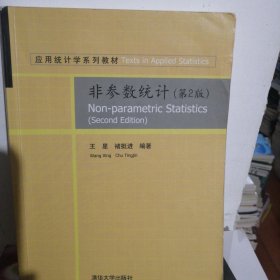 应用统计学系列教材 Texts in Applied Statistics
非参数统计(第2版)
Non-parametric Statistics
(Second Edition)
王星 褚挺进 编著
Wang Xing Chu Tingjin
清华大学出版社